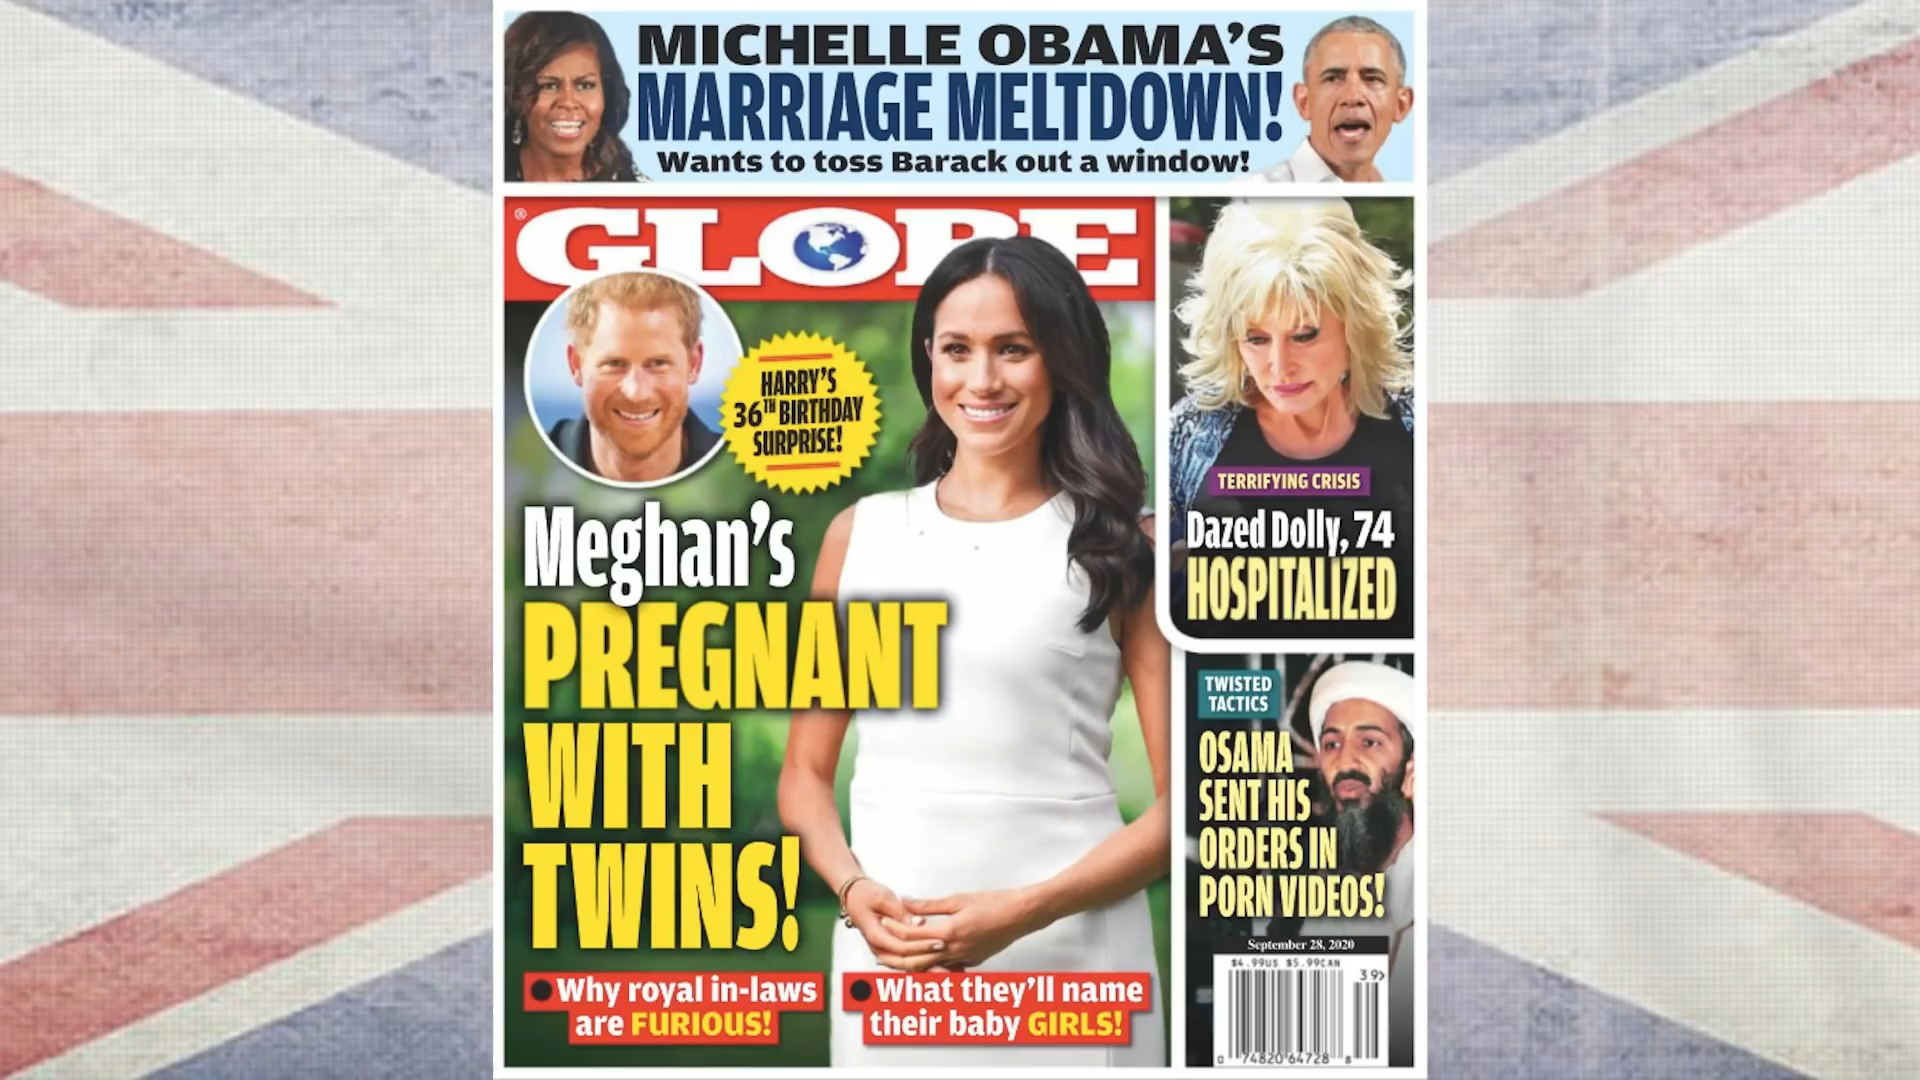 MICHELLE OBAMA'S
MARRIAGE MELTDOWN!
Wants to toss Barack out a window!
GLOBE
®
HARRY'S
36TH BIRTHDAY
SURPRISE!
Meghan's
PREGNANT
WITH
TWINS!
Why royal in-laws
are FURIOUS!
What they'll name
their baby GIRLS!
TERRIFYING CRISIS
Dazed Dolly, 74
HOSPITALIZED
TWISTED
TACTICS
OSAMA
SENT HIS
ORDERS IN
PORN VIDEOS!
September 28, 2020
$4.99US $5.99CAN
39>
0 74820 64728 8